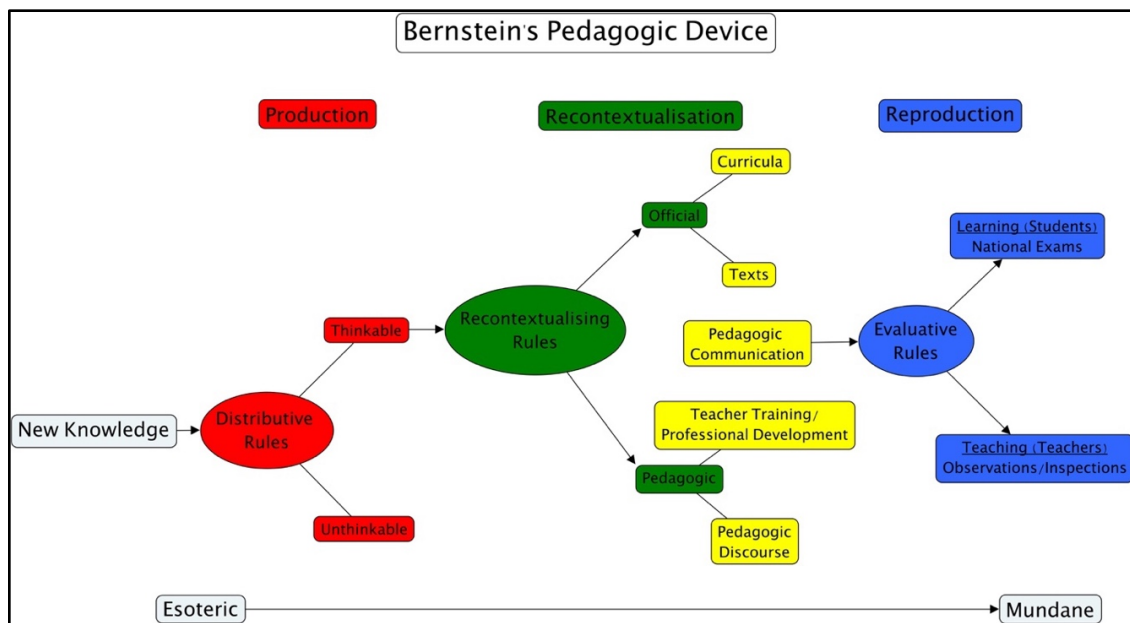 Bernstein's Pedagogic Device
Production
Recontextualisation
Reproduction
Curricula
Official
Texts
Learning (Students)
National Exams
Thinkable
Recontextualising
Rules
Pedagogic
Communication
Evaluative
Rules
New Knowledge
Distributive
Rules
Teacher Training/
Professional Development
Pedagogic
Teaching (Teachers)
Observations/Inspections
Unthinkable
Pedagogic
Discourse
Esoteric
Mundane